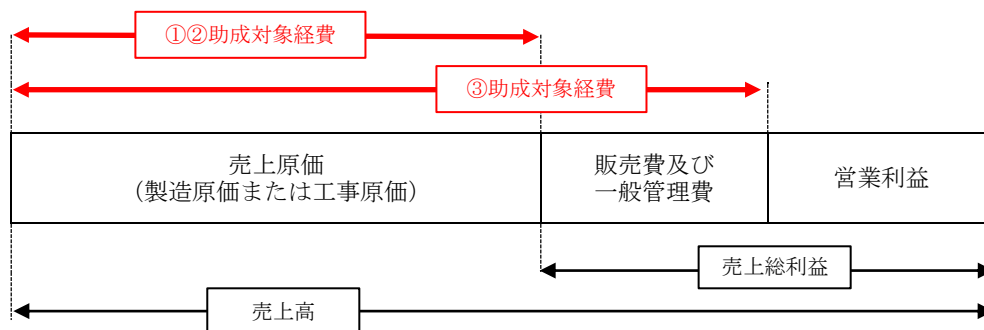 ①②助成対象経費
③助成対象経費
売上原価
(製造原価または工事原価)
販売費及び
一般管理費
営業利益
売上総利益
売上高